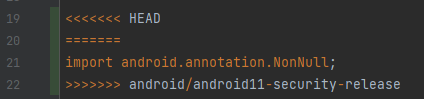 19 <<<<<<< HEAD
20 =======
21 import android.annotation.NonNull;
22 >>>>>>> android/android11-security-release